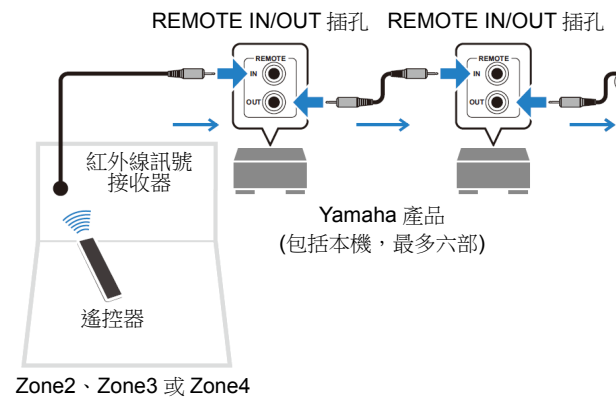 REMOTE IN/OUT 插孔
REMOTE IN/OUT 插孔
REMOTE
IN
OUT
REMOTE
IN
OUT
紅外線訊號
接收器
Yamaha 產品
(包括本機，最多六部)
遙控器
Zone2、Zone3 或 Zone4